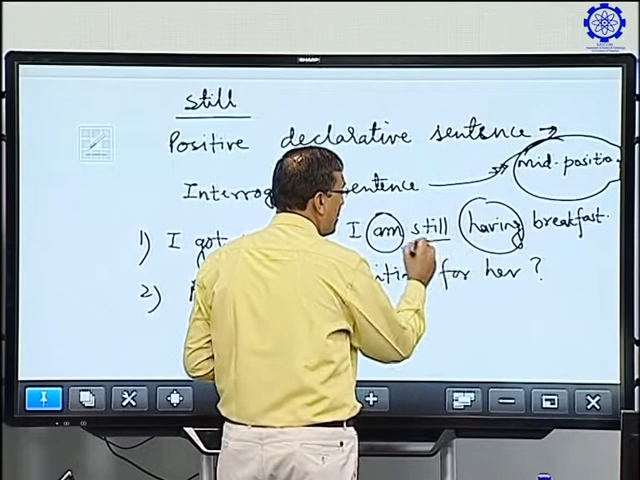 SHARP
still
Positive declarative sentence →
Interrog sentence → mid-positio
1) I got I am still having breakfast.
2) for her?